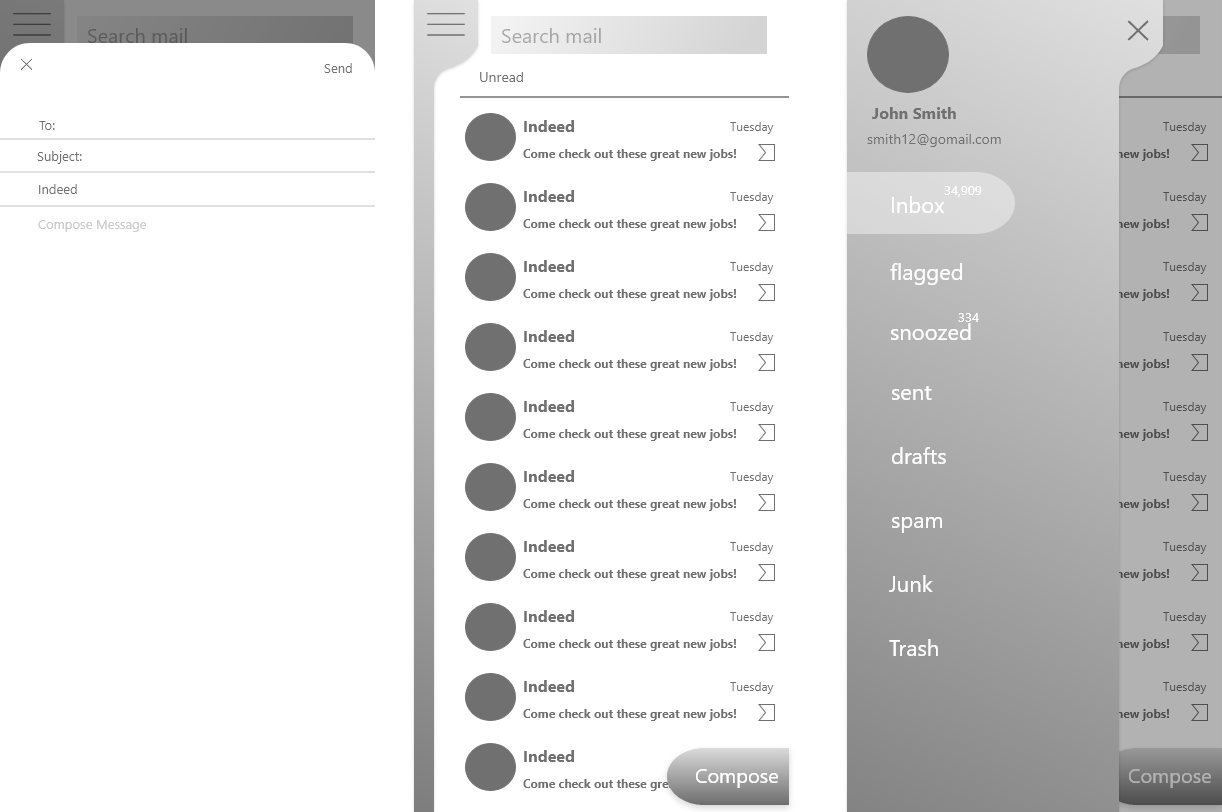 Search mail
Send
To:
Subject:
Indeed
Compose Message
Search mail
Unread
Indeed
Tuesday
Come check out these great new jobs!
Indeed
Tuesday
Come check out these great new jobs!
Indeed
Tuesday
Come check out these great new jobs!
Indeed
Tuesday
Come check out these great new jobs!
Indeed
Tuesday
Come check out these great new jobs!
Indeed
Tuesday
Come check out these great new jobs!
Indeed
Tuesday
Come check out these great new jobs!
Indeed
Tuesday
Come check out these great new jobs!
Indeed
Tuesday
Come check out these great new jobs!
Indeed
Come check out these gre
Compose
John Smith
smith12@gomail.com
Inbox 34,909
flagged
snoozed 334
sent
drafts
spam
Junk
Trash
Tuesday
new jobs!
Tuesday
new jobs!
Tuesday
new jobs!
Tuesday
new jobs!
Tuesday
new jobs!
Tuesday
new jobs!
Tuesday
new jobs!
Tuesday
new jobs!
Tuesday
new jobs!
Compose